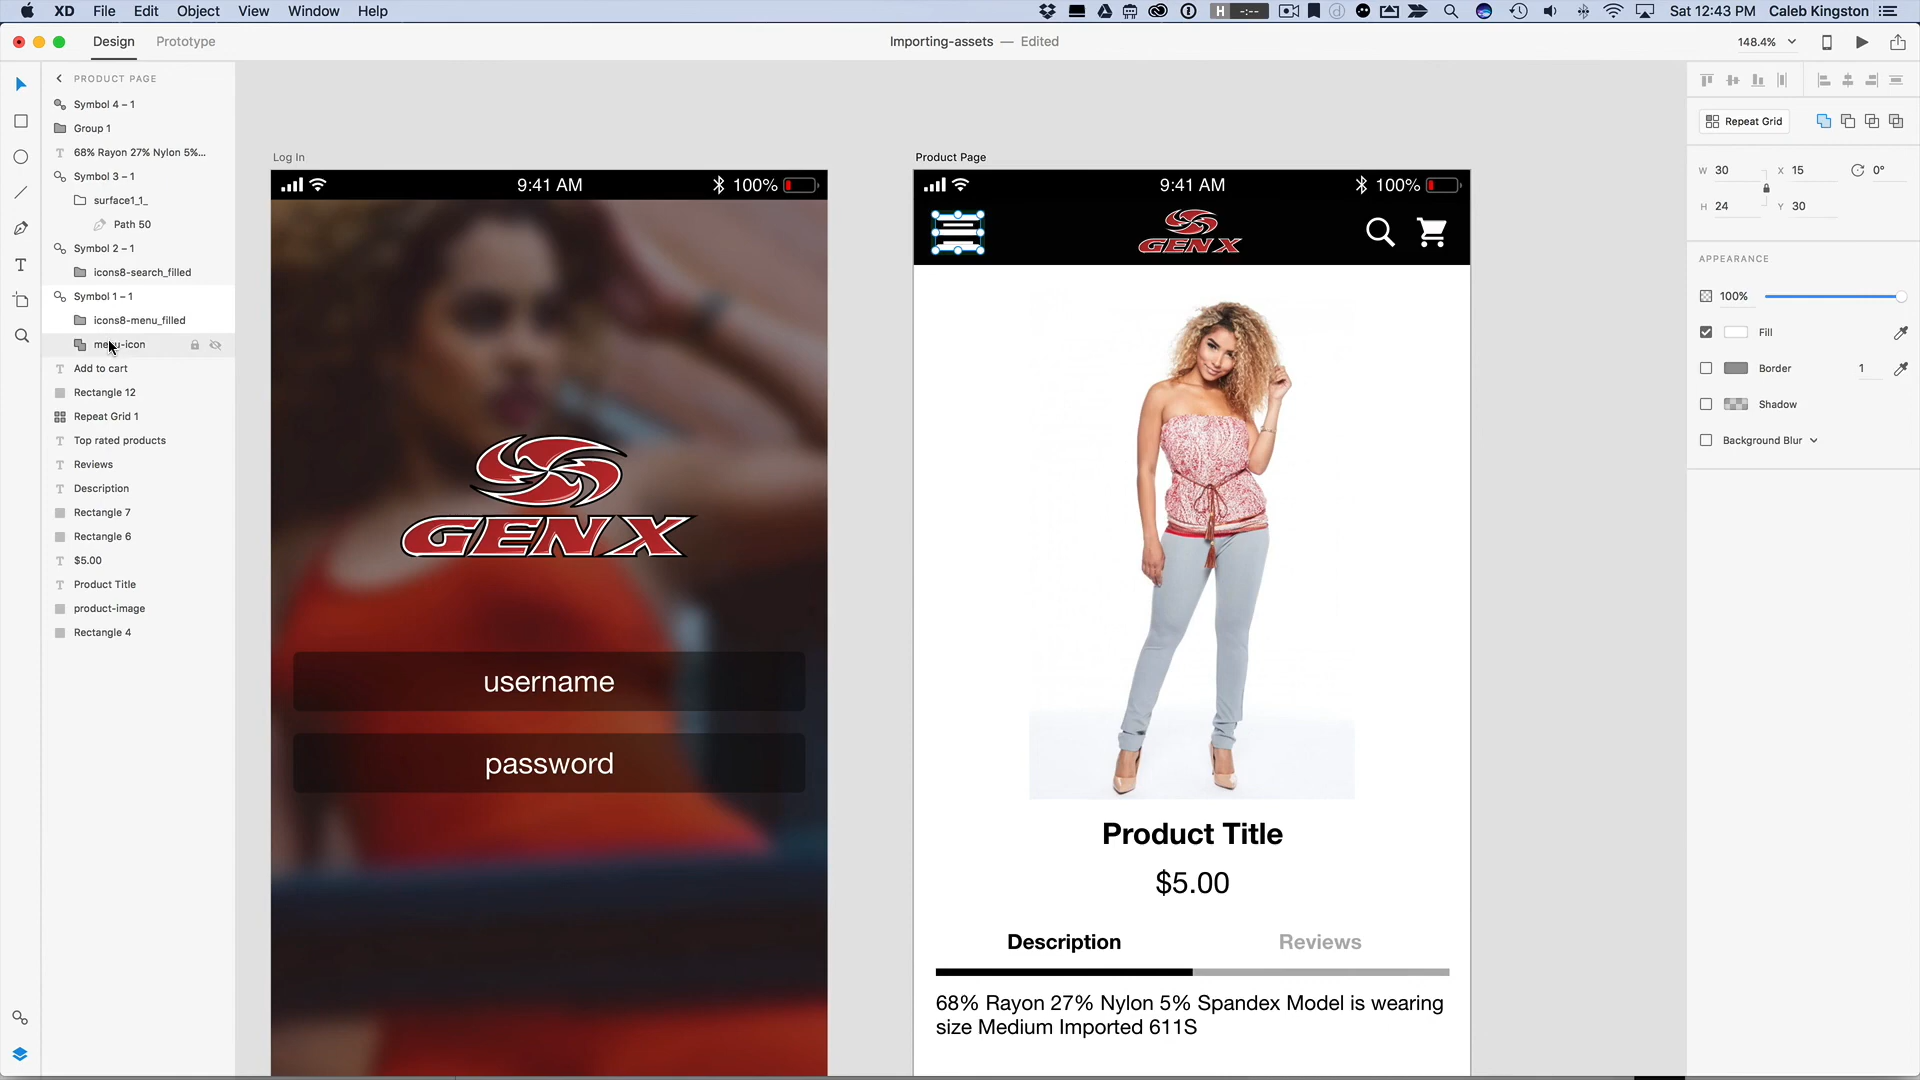 XD File Edit Object View Window Help
H -:-- Sat 12:43 PM Caleb Kingston
Design Prototype
Importing-assets — Edited
148.4%
PRODUCT PAGE
Symbol 4 – 1
Group 1
68% Rayon 27% Nylon 5%...
Symbol 3 – 1
surface1_1_
Path 50
Symbol 2 – 1
icons8-search_filled
Symbol 1 – 1
icons8-menu_filled
menu-icon
Add to cart
Rectangle 12
Repeat Grid 1
Top rated products
Reviews
Description
Rectangle 7
Rectangle 6
$5.00
Product Title
product-image
Rectangle 4
Log In
9:41 AM
100%
GEN X
username
password
Product Page
9:41 AM
100%
GEN X
Product Title
$5.00
Description Reviews
68% Rayon 27% Nylon 5% Spandex Model is wearing
size Medium Imported 611S
Repeat Grid
W 30 X 15 0°
H 24 Y 30
APPEARANCE
100%
Fill
Border 1
Shadow
Background Blur